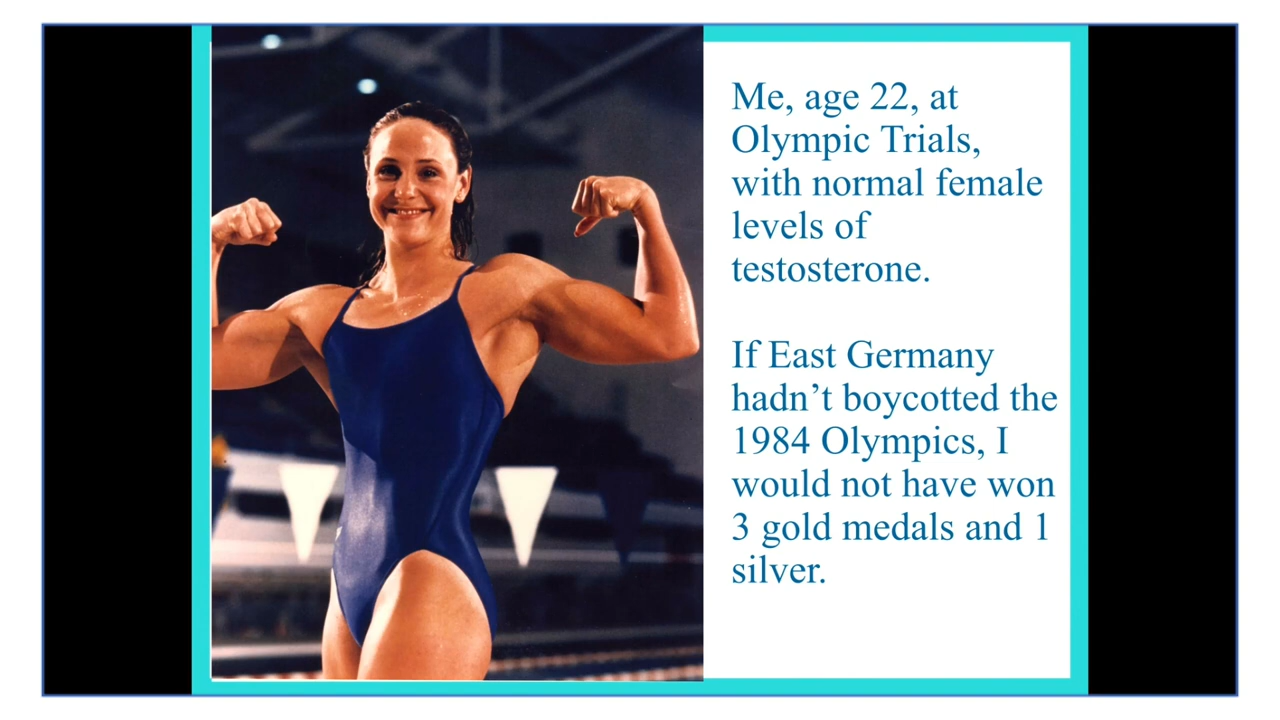 Me, age 22, at
Olympic Trials,
with normal female
levels of
testosterone.
If East Germany
hadn’t boycotted the
1984 Olympics, I
would not have won
3 gold medals and 1
silver.